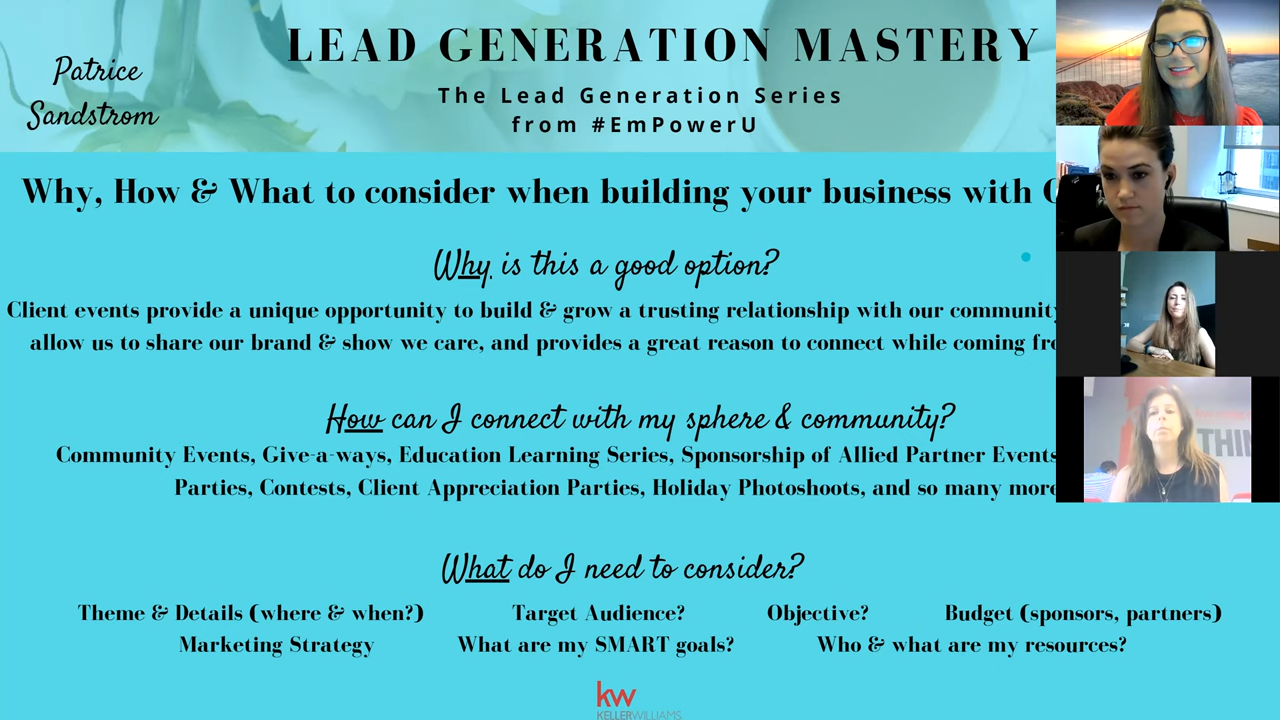 Patrice
Sandstrom
LEAD GENERATION MASTERY
The Lead Generation Series
from #EmPowerU
Why, How & What to consider when building your business with
Why is this a good option?
Client events provide a unique opportunity to build & grow a trusting relationship with our community
allow us to share our brand & show we care, and provides a great reason to connect while coming
How can I connect with my sphere & community?
Community Events, Give-a-ways, Education Learning Series, Sponsorship of Allied Partner Events
Parties, Contests, Client Appreciation Parties, Holiday Photoshoots, and so many more
What do I need to consider?
Theme & Details (where & when?) Target Audience? Objective? Budget (sponsors, partners)
Marketing Strategy What are my SMART goals? Who & what are my resources?
kw
KELLERWILLIAMS